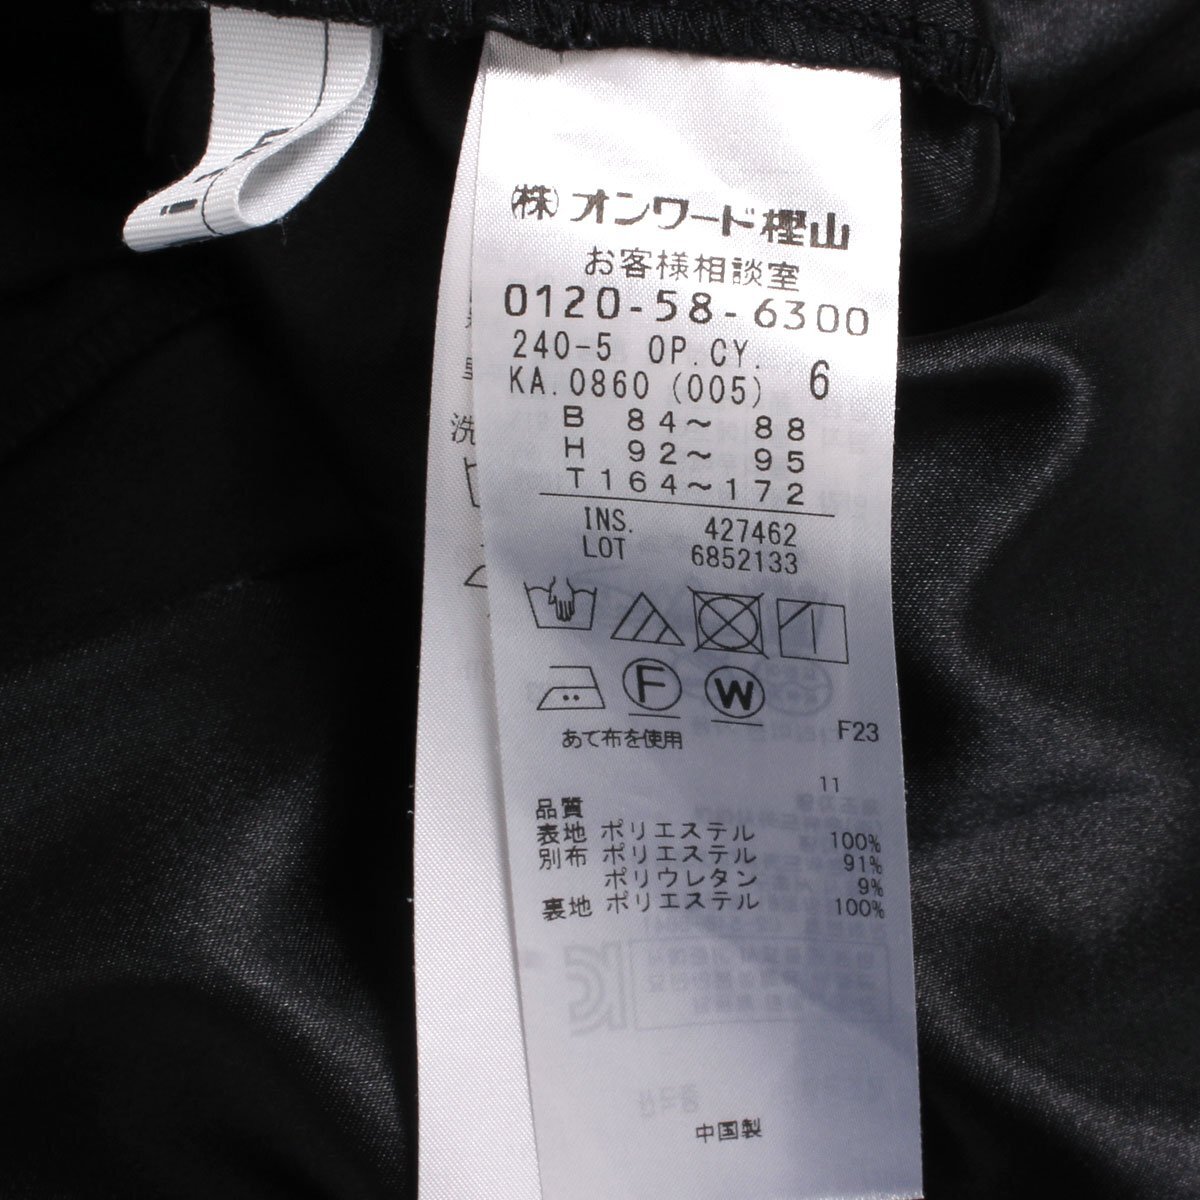 ㈱オンワード樫山
お客様相談室
0120-58-6300
240-5 OP.CY. 6
KA.0860 (005)
B 84～ 88
H 92～ 95
T 164～172
INS. 427462
LOT 6852133
F W
あて布を使用 F23
11
品質
表地 ポリエステル 100%
別布 ポリエステル 91%
ポリウレタン 9%
裏地 ポリエステル 100%
中国製
洗